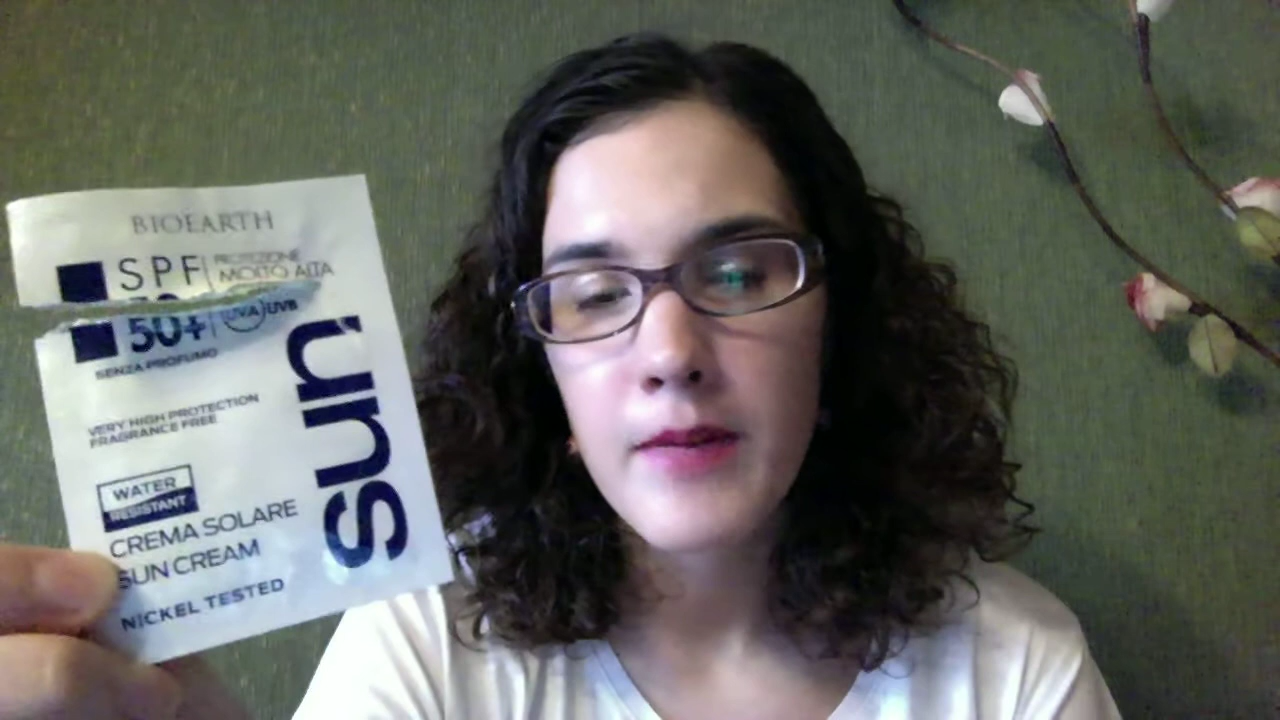 BIOEARTH
SPF
PROTEZIONE
MOLTO ALTA
50+
UVA UVB
SENZA PROFUMO
VERY HIGH PROTECTION
FRAGRANCE FREE
WATER
RESISTANT
CREMA SOLARE
SUN CREAM
NICKEL TESTED
sun